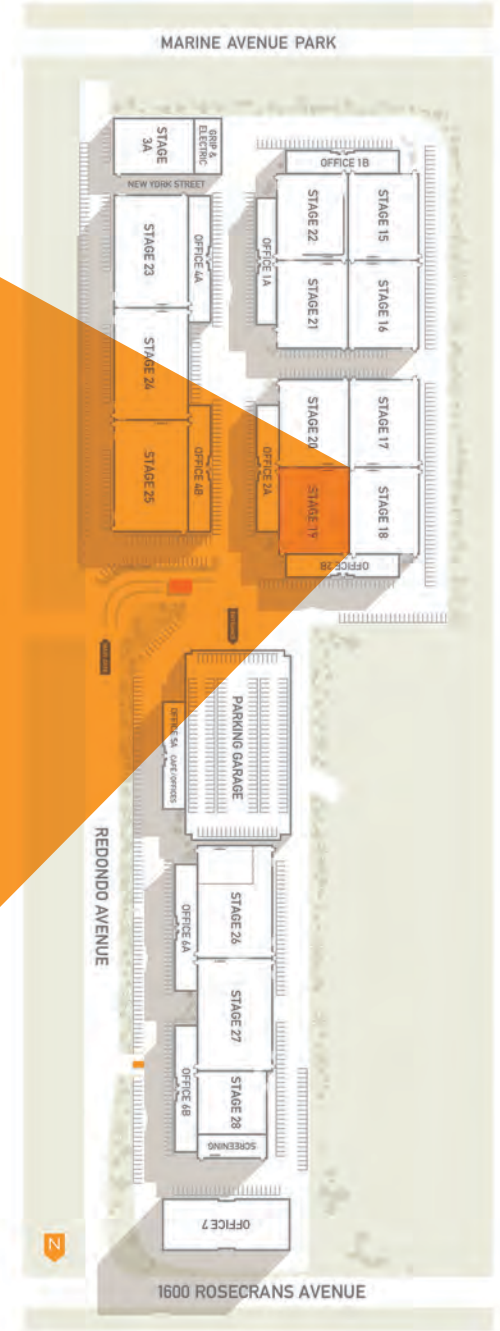 MARINE AVENUE PARK
STAGE
3A
GRIP &
ELECTRIC
NEW YORK STREET
OFFICE 1B
STAGE 22
STAGE 15
STAGE 23
OFFICE 4A
OFFICE 1A
STAGE 21
STAGE 16
STAGE 24
STAGE 20
STAGE 17
STAGE 25
OFFICE 4B
OFFICE 2A
STAGE 19
STAGE 18
OFFICE 2B
ENTRANCE
PARKING GARAGE
OFFICE 5A CAFÉ/OFFICES
REDONDO AVENUE
STAGE 26
OFFICE 6A
STAGE 27
OFFICE 6B
STAGE 28
SCREENING
OFFICE 7
N
1600 ROSECRANS AVENUE